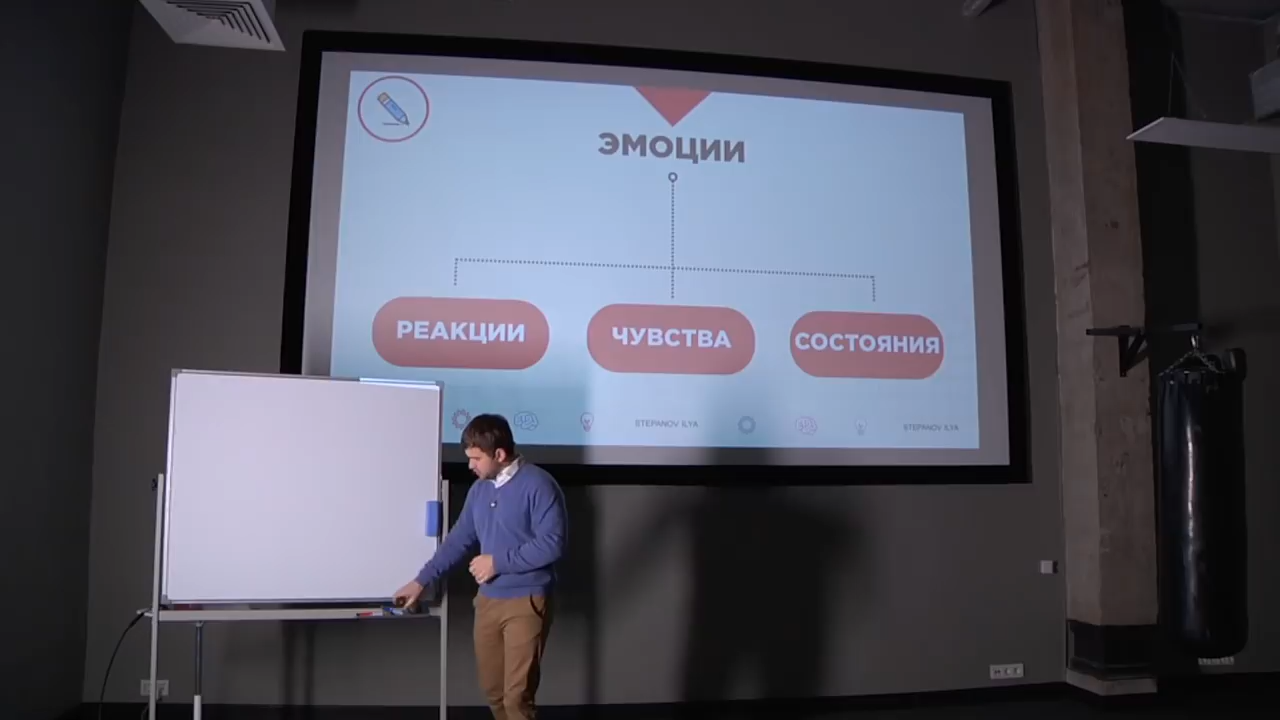 ЭМОЦИИ
РЕАКЦИИ
ЧУВСТВА
СОСТОЯНИЯ
STEPANOV ILYA
STEPANOV ILYA